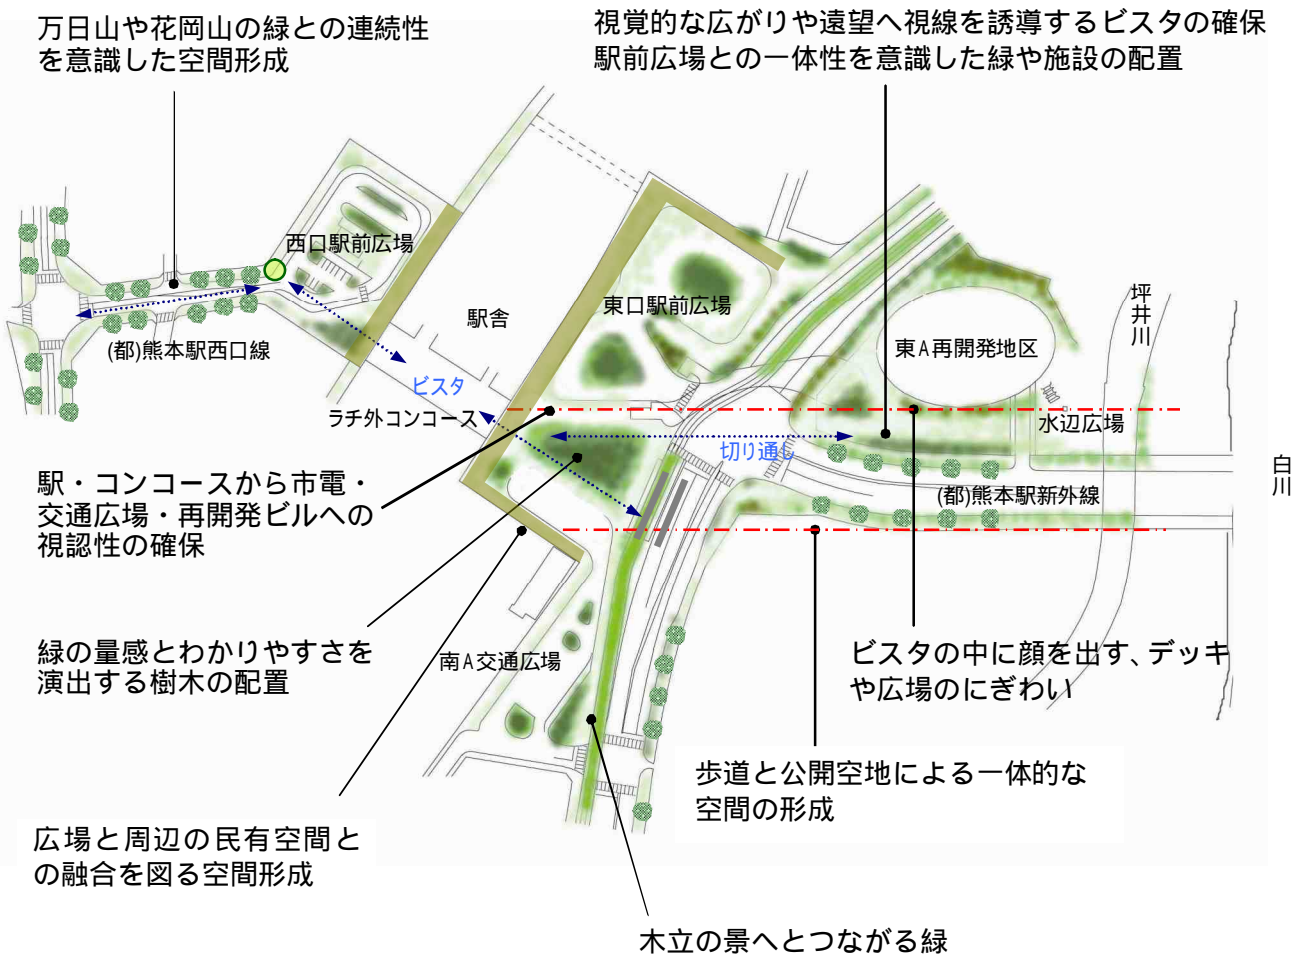 万日山や花岡山の緑との連続性
を意識した空間形成
視覚的な広がりや遠望へ視線を誘導するビスタの確保
駅前広場との一体性を意識した緑や施設の配置
西口駅前広場
(都)熊本駅西口線
駅舎
東口駅前広場
東A再開発地区
坪井川
ビスタ
ラチ外コンコース
切り通し
水辺広場
(都)熊本駅新外線
白川
駅・コンコースから市電・
交通広場・再開発ビルへの
視認性の確保
緑の量感とわかりやすさを
演出する樹木の配置
南A交通広場
ビスタの中に顔を出す、デッキ
や広場のにぎわい
歩道と公開空地による一体的な
空間の形成
広場と周辺の民有空間と
の融合を図る空間形成
木立の景へとつながる緑